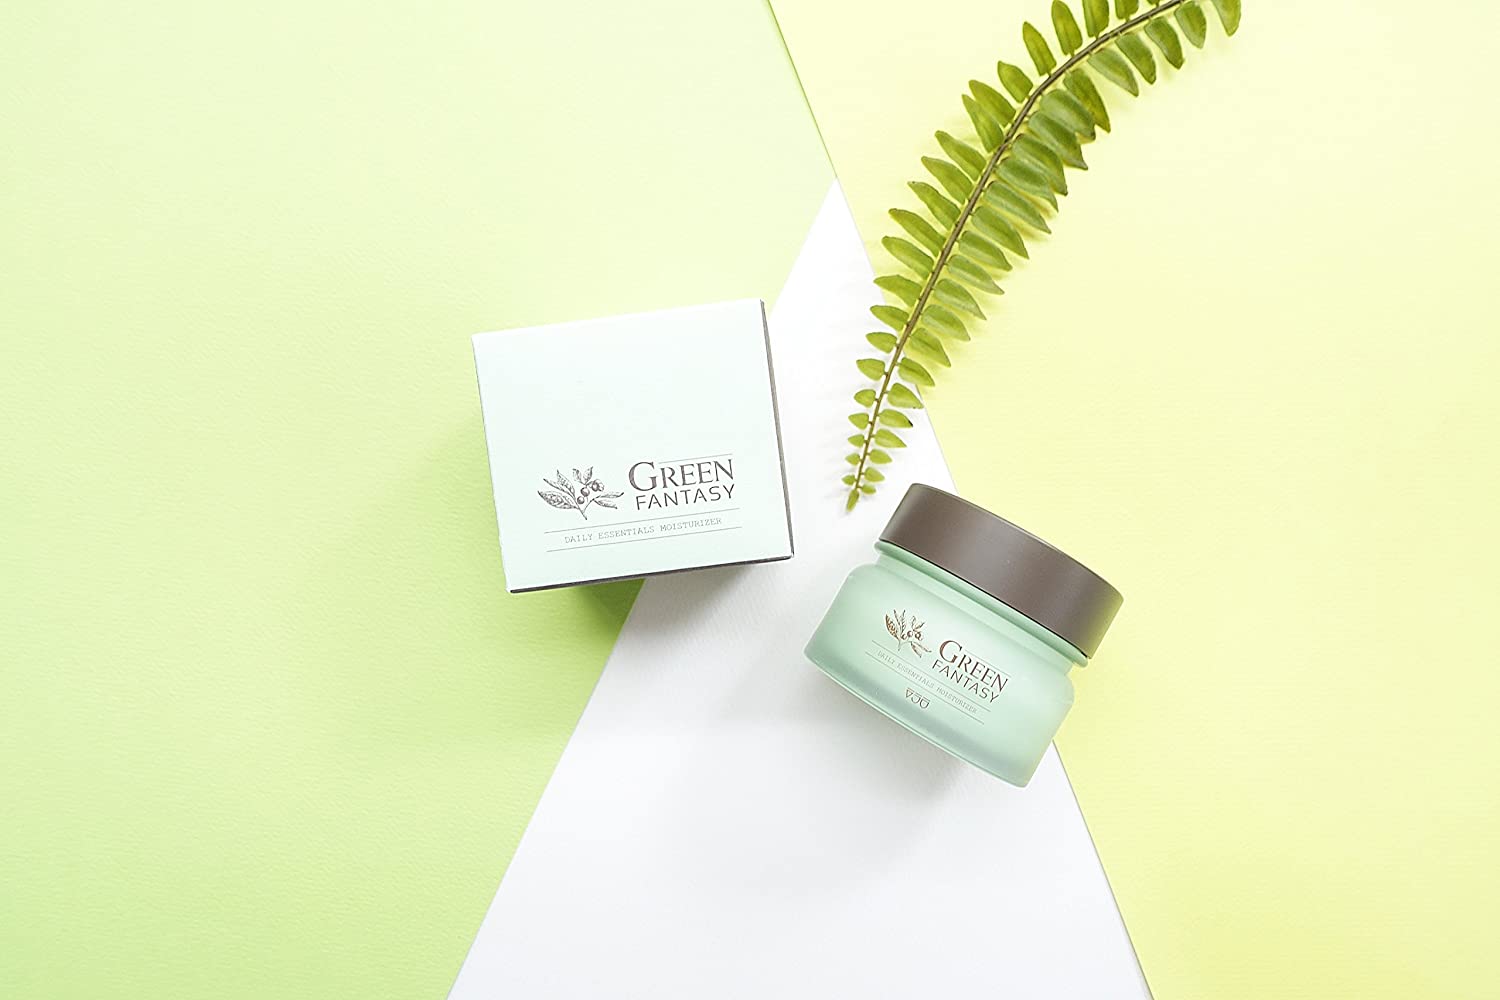 GREEN
FANTASY
DAILY ESSENTIALS MOISTURIZER
GREEN
FANTASY
DAILY ESSENTIALS MOISTURIZER